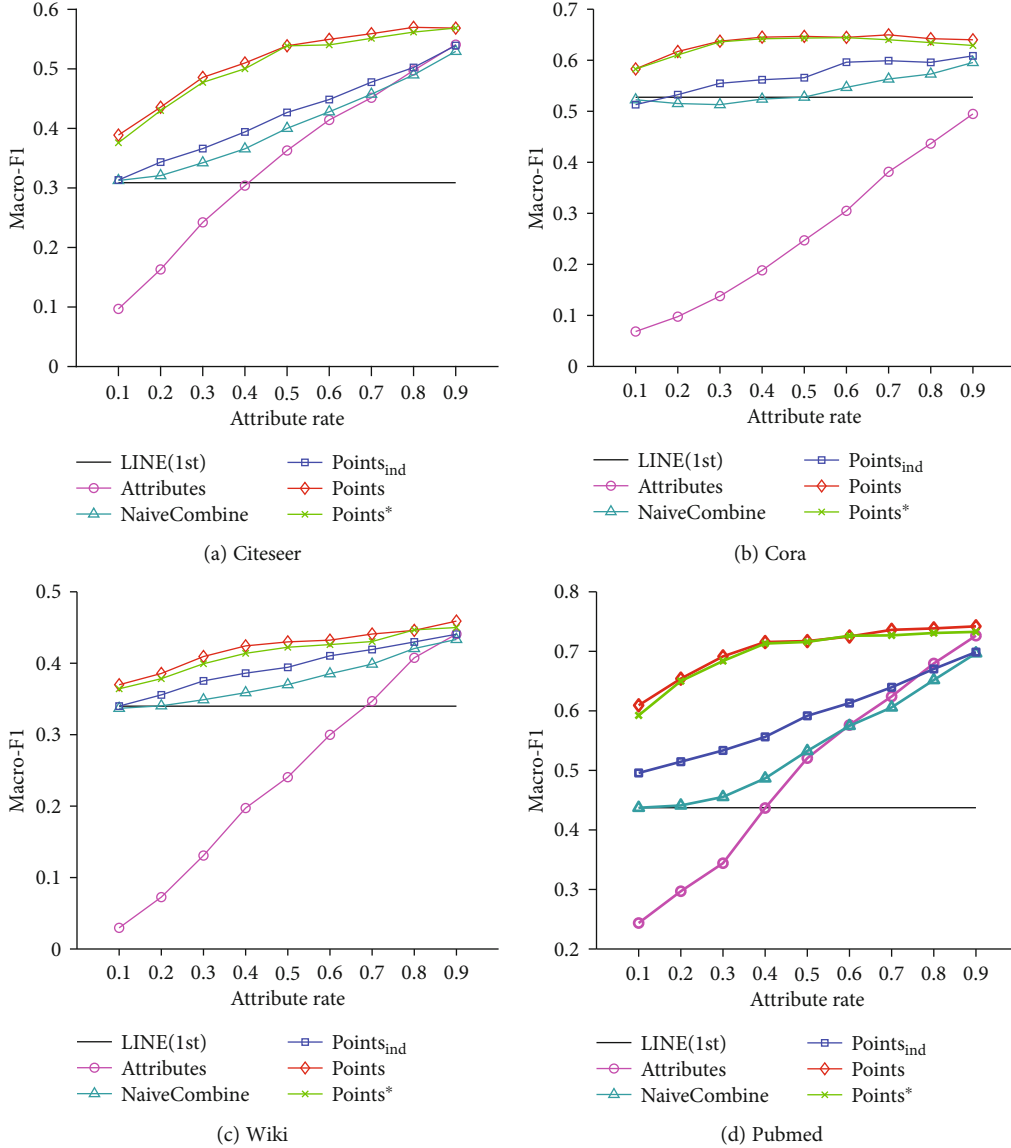 0.6
0.5
0.4
0.3
0.2
0.1
0
Macro-F1
0.1 0.2 0.3 0.4 0.5 0.6 0.7 0.8 0.9
Attribute rate
LINE(1st)
Attributes
NaiveCombine
Points_ind
Points
Points*
(a) Citeseer
0.7
0.6
0.5
0.4
0.3
0.2
0.1
0
Macro-F1
0.1 0.2 0.3 0.4 0.5 0.6 0.7 0.8 0.9
Attribute rate
LINE(1st)
Attributes
NaiveCombine
Points_ind
Points
Points*
(b) Cora
0.5
0.4
0.3
0.2
0.1
0
Macro-F1
0.1 0.2 0.3 0.4 0.5 0.6 0.7 0.8 0.9
Attribute rate
LINE(1st)
Attributes
NaiveCombine
Points_ind
Points
Points*
(c) Wiki
0.8
0.7
0.6
0.5
0.4
0.3
0.2
Macro-F1
0.1 0.2 0.3 0.4 0.5 0.6 0.7 0.8 0.9
Attribute rate
LINE(1st)
Attributes
NaiveCombine
Points_ind
Points
Points*
(d) Pubmed